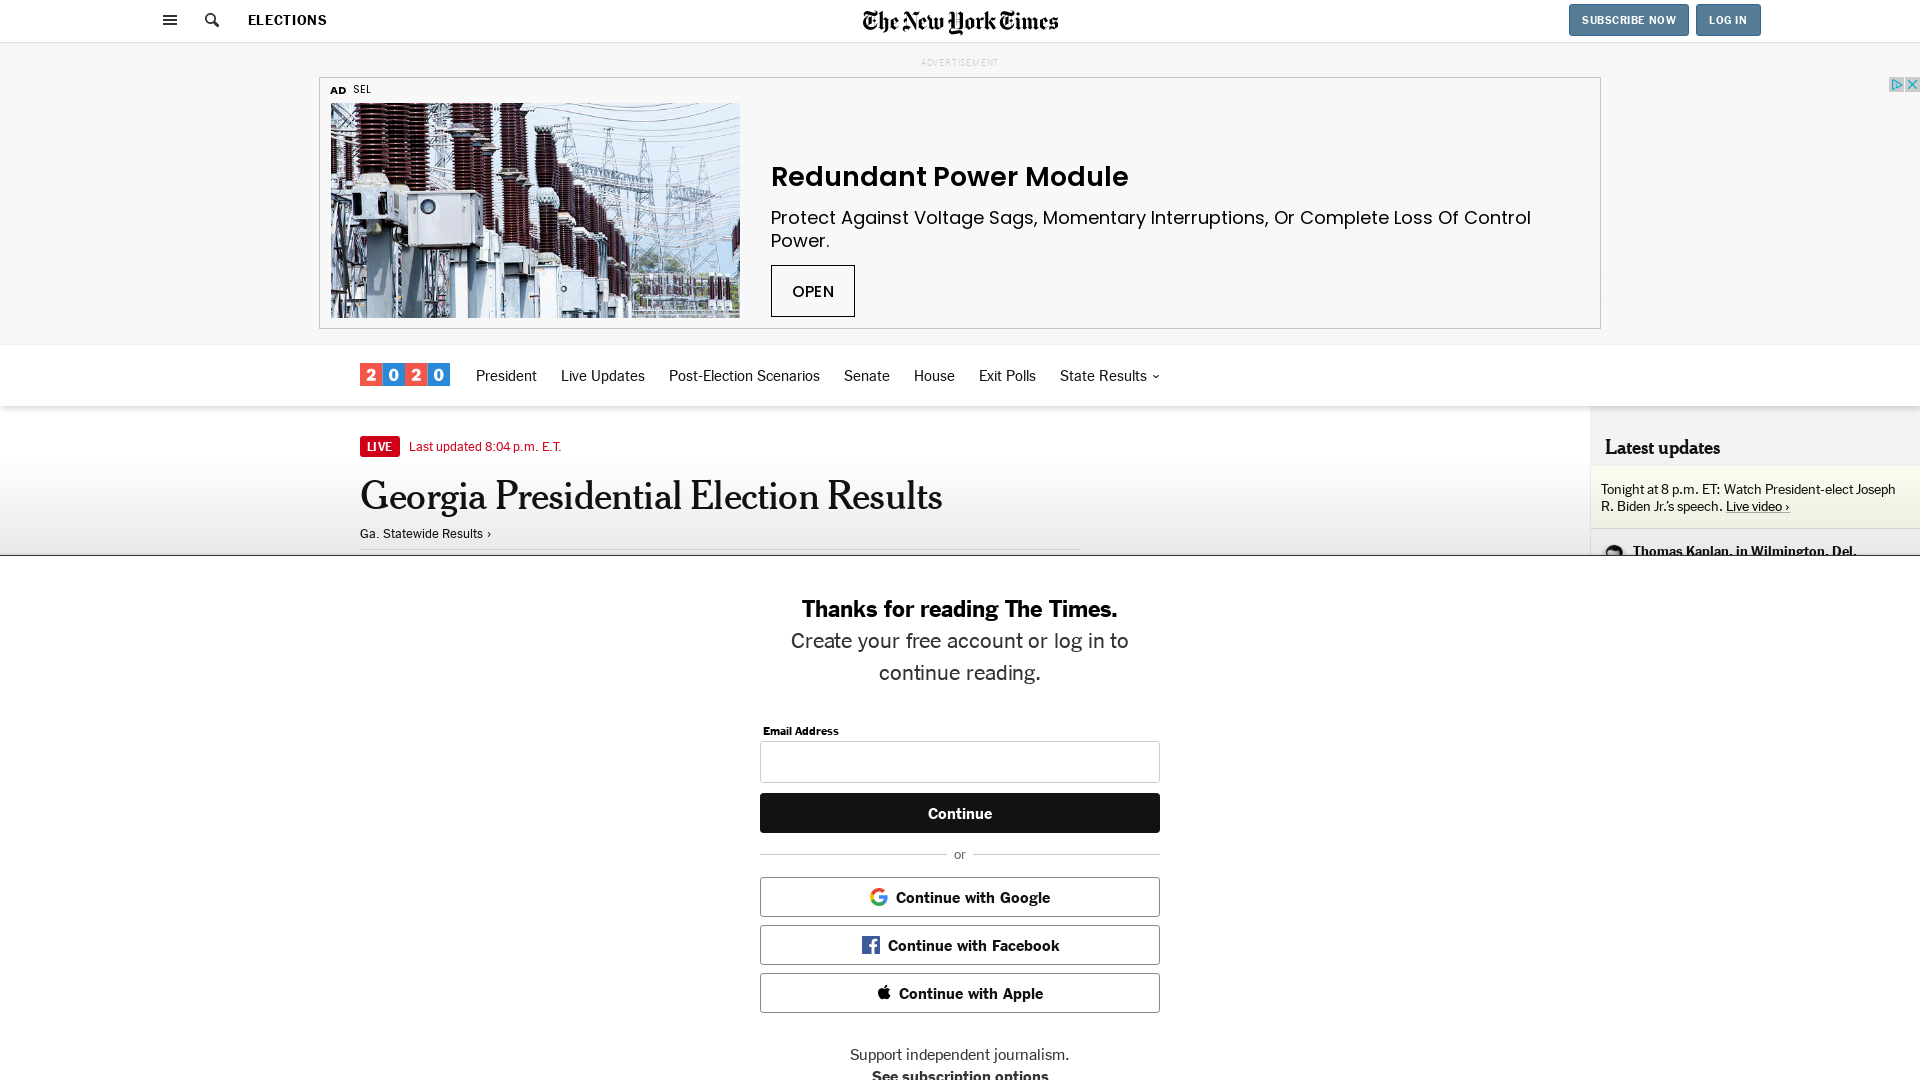 ELECTIONS
The New York Times
SUBSCRIBE NOW
LOG IN
ADVERTISEMENT
AD SEL
Redundant Power Module
Protect Against Voltage Sags, Momentary Interruptions, Or Complete Loss Of Control
Power.
OPEN
2020
President
Live Updates
Post-Election Scenarios
Senate
House
Exit Polls
State Results
LIVE Last updated 8:04 p.m. E.T.
Georgia Presidential Election Results
Ga. Statewide Results ›
Latest updates
Tonight at 8 p.m. ET: Watch President-elect Joseph
R. Biden Jr.’s speech. Live video ›
Thomas Kaplan, in Wilmington, Del.
Thanks for reading The Times.
Create your free account or log in to
continue reading.
Email Address
Continue
or
Continue with Google
Continue with Facebook
Continue with Apple
Support independent journalism.
See subscription options